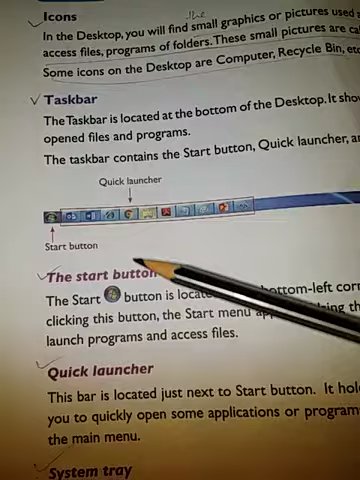 Icons
the
In the Desktop, you will find small graphics or pictures used
access files, programs of folders. These small pictures are
Some icons on the Desktop are Computer, Recycle Bin, etc
Taskbar
The Taskbar is located at the bottom of the Desktop. It
opened files and programs.
The taskbar contains the Start button, Quick launcher,
Quick launcher
Start button
The start button
The Start button is
clicking this button, the Start menu
launch programs and access files.
Quick launcher
This bar is located just next to Start button. It
you to quickly open some applications or
the main menu.
System tray